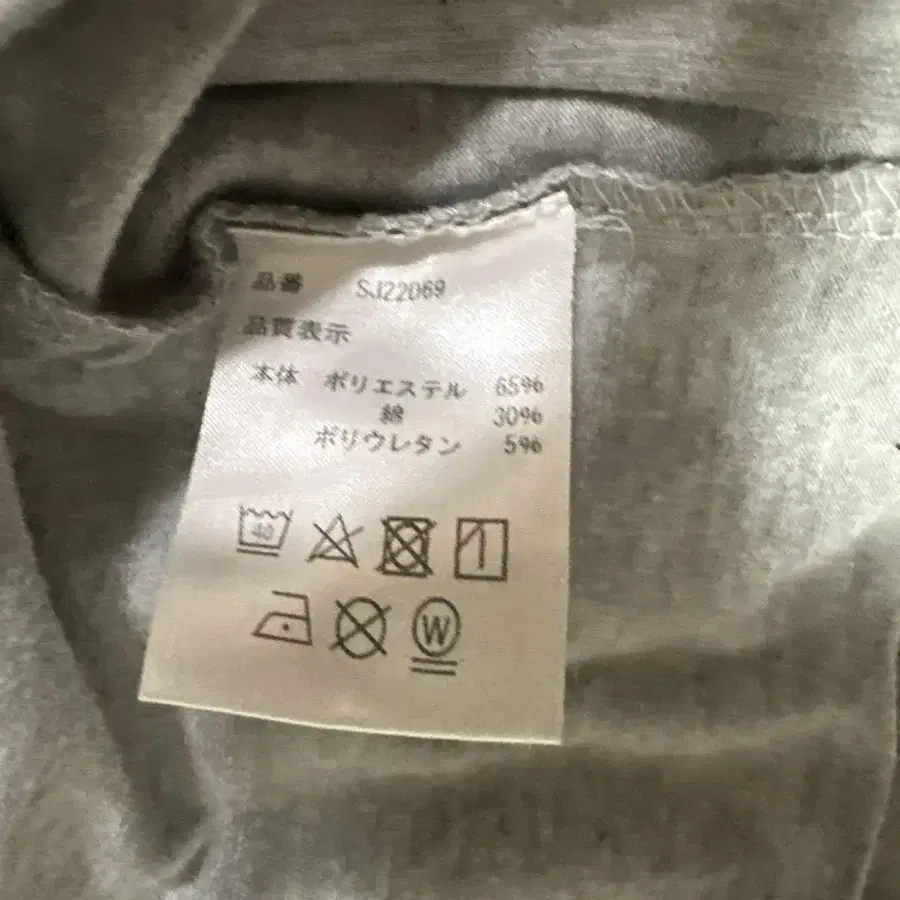 品番 SJ22069
品質表示
本体 ポリエステル 65%
綿 30%
ポリウレタン 5%
40
W